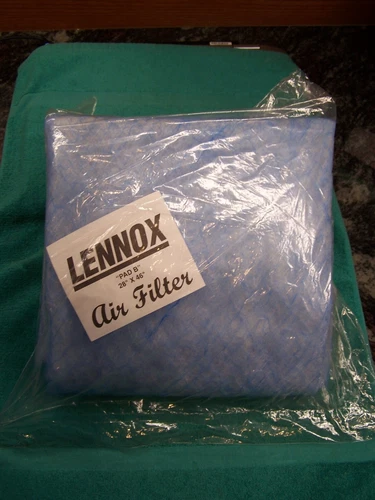 LENNOX
"PAD B"
28" X 46"
Air Filter